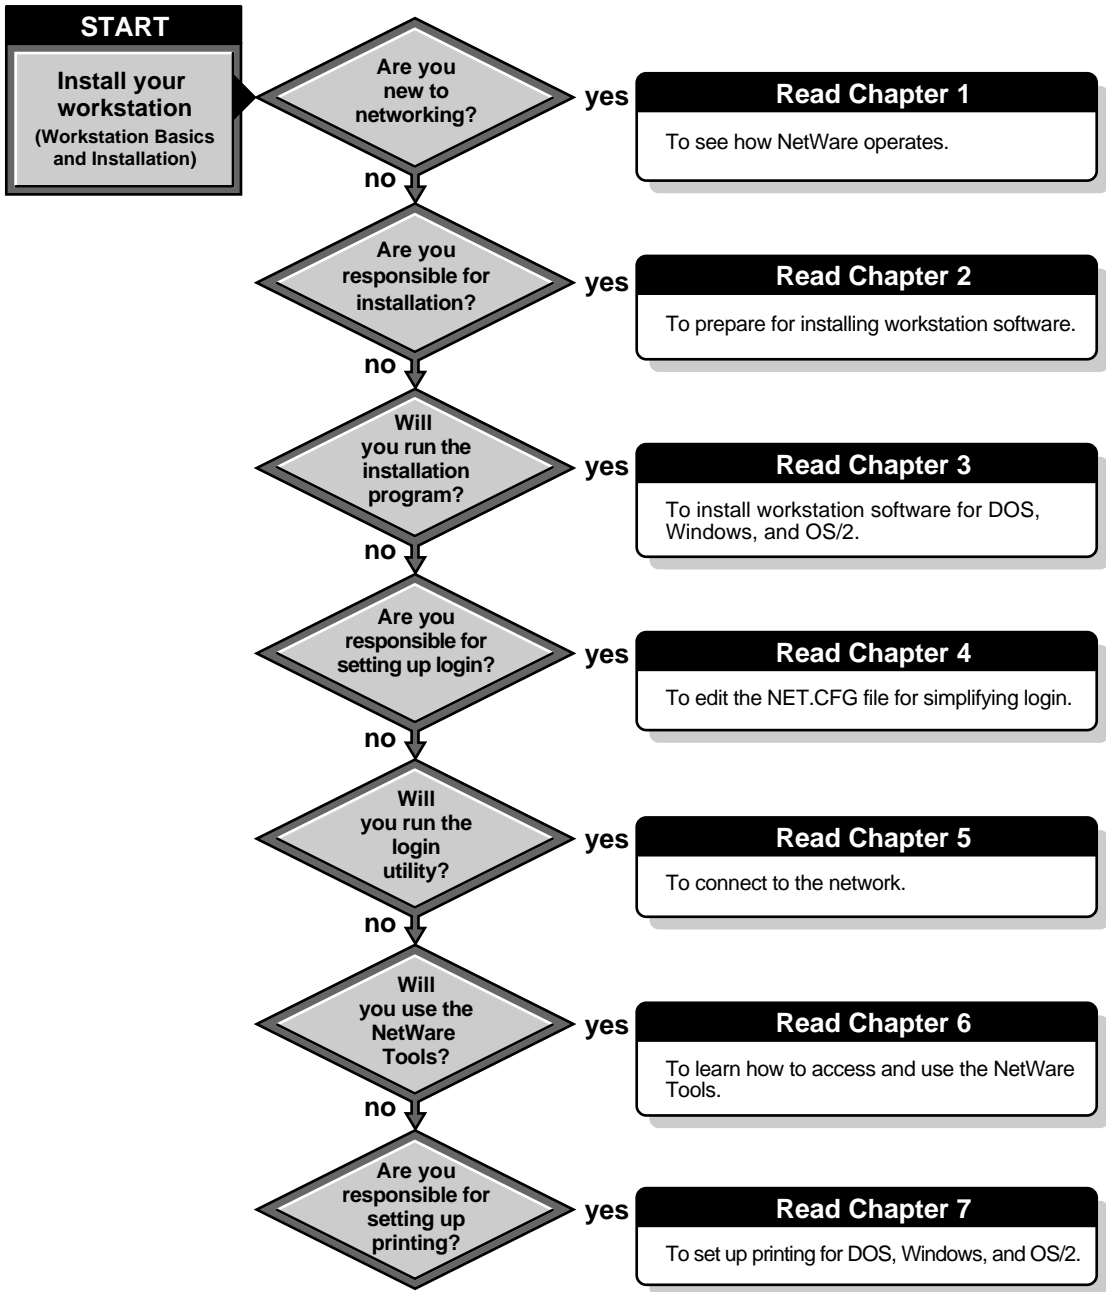 START
Install your
workstation
(Workstation Basics
and Installation)
Are you
new to
networking?
yes
Read Chapter 1
To see how NetWare operates.
no
Are you
responsible for
installation?
yes
Read Chapter 2
To prepare for installing workstation software.
no
Will
you run the
installation
program?
yes
Read Chapter 3
To install workstation software for DOS,
Windows, and OS/2.
no
Are you
responsible for
setting up login?
yes
Read Chapter 4
To edit the NET.CFG file for simplifying login.
no
Will
you run the
login
utility?
yes
Read Chapter 5
To connect to the network.
no
Will
you use the
NetWare
Tools?
yes
Read Chapter 6
To learn how to access and use the NetWare
Tools.
no
Are you
responsible for
setting up
printing?
yes
Read Chapter 7
To set up printing for DOS, Windows, and OS/2.